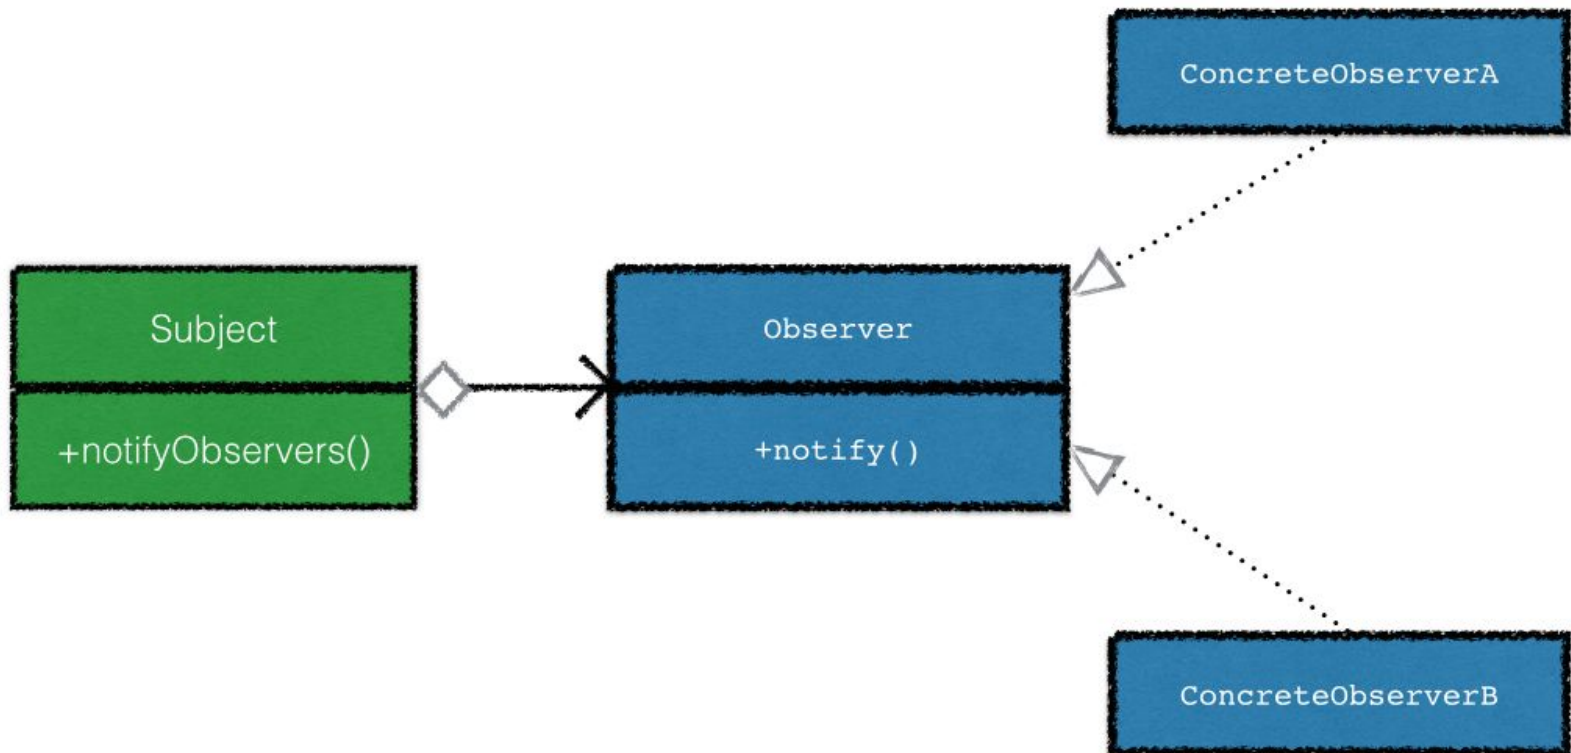 ConcreteObserverA
Subject
+notifyObservers()
Observer
+notify()
ConcreteObserverB